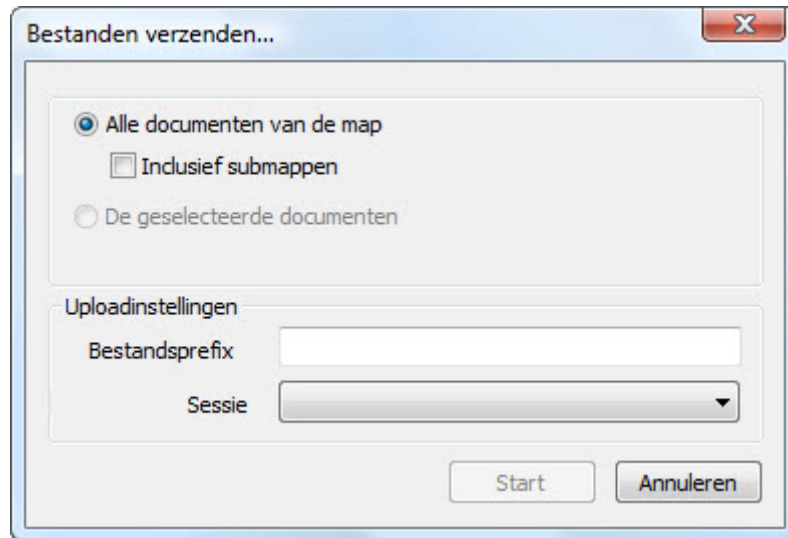 Bestanden verzenden...
Alle documenten van de map
Inclusief submappen
De geselecteerde documenten
Uploadinstellingen
Bestandsprefix
Sessie
Start
Annuleren